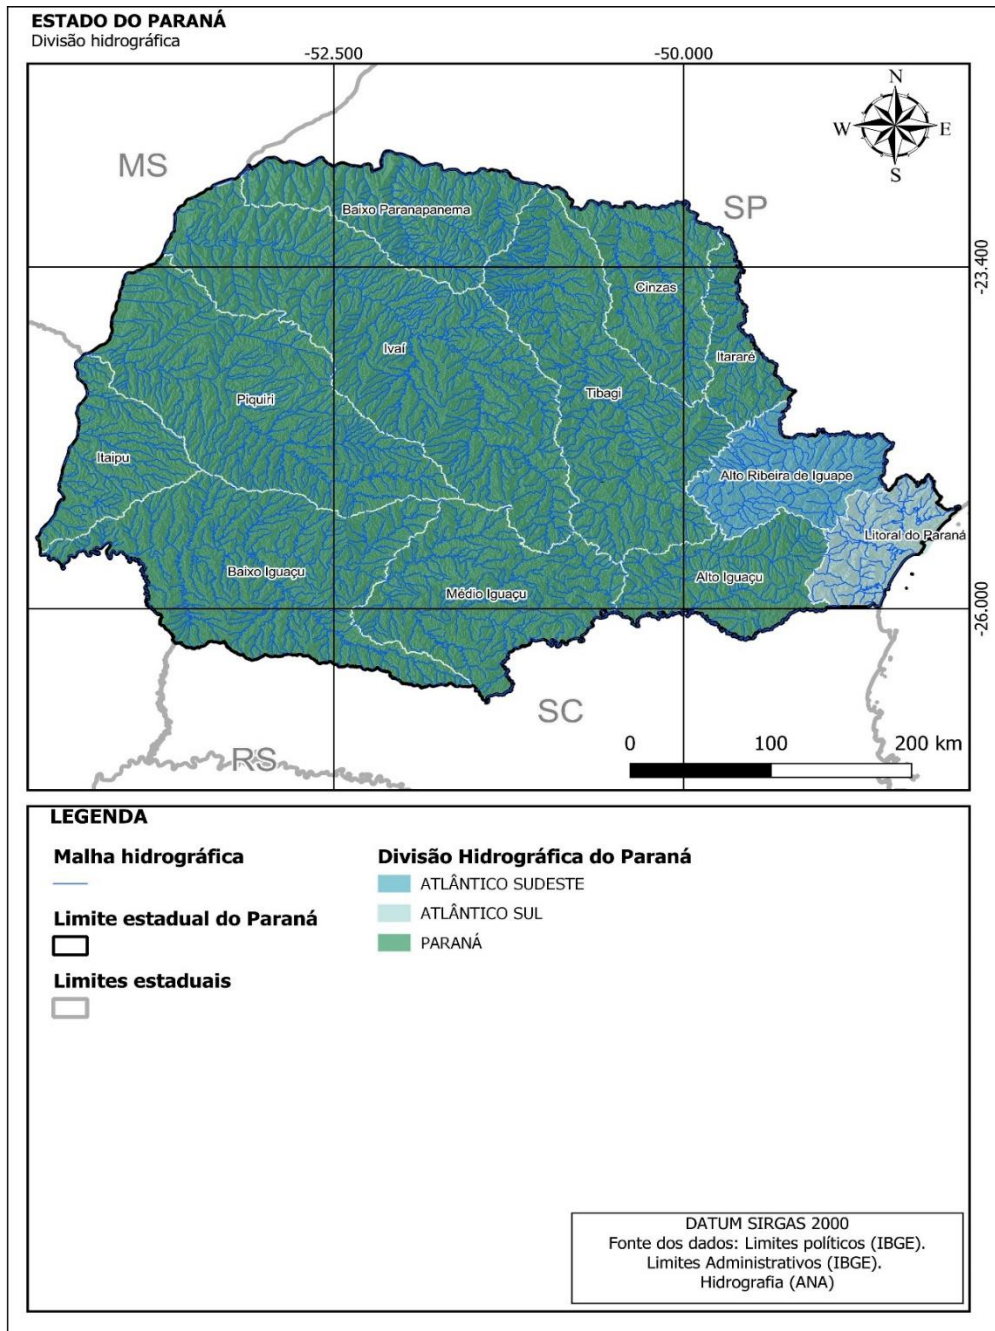 ESTADO DO PARANÁ
Divisão hidrográfica
-52.500
-50.000
N
W
E
S
MS
SP
Baixo Paranapanema
-23.400
Cinzas
Ivaí
Itararé
Piquiri
Tibagi
Itaipu
Alto Ribeira de Iguape
Litoral do Paraná
Baixo Iguaçu
Médio Iguaçu
Alto Iguaçu
-26.000
SC
RS
0
100
200 km
LEGENDA
Malha hidrográfica
Limite estadual do Paraná
Limites estaduais
Divisão Hidrográfica do Paraná
ATLÂNTICO SUDESTE
ATLÂNTICO SUL
PARANÁ
DATUM SIRGAS 2000
Fonte dos dados: Limites políticos (IBGE).
Limites Administrativos (IBGE).
Hidrografia (ANA)